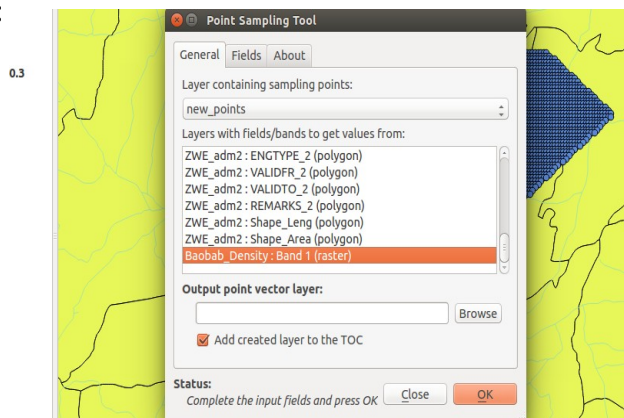 0.3
Point Sampling Tool
General Fields About
Layer containing sampling points:
new_points
Layers with fields/bands to get values from:
ZWE_adm2 : ENGTYPE_2 (polygon)
ZWE_adm2 : VALIDFR_2 (polygon)
ZWE_adm2 : VALIDTO_2 (polygon)
ZWE_adm2 : REMARKS_2 (polygon)
ZWE_adm2 : Shape_Leng (polygon)
ZWE_adm2 : Shape_Area (polygon)
Baobab_Density : Band 1 (raster)
Output point vector layer:
Browse
Add created layer to the TOC
Status:
Complete the input fields and press OK
Close OK